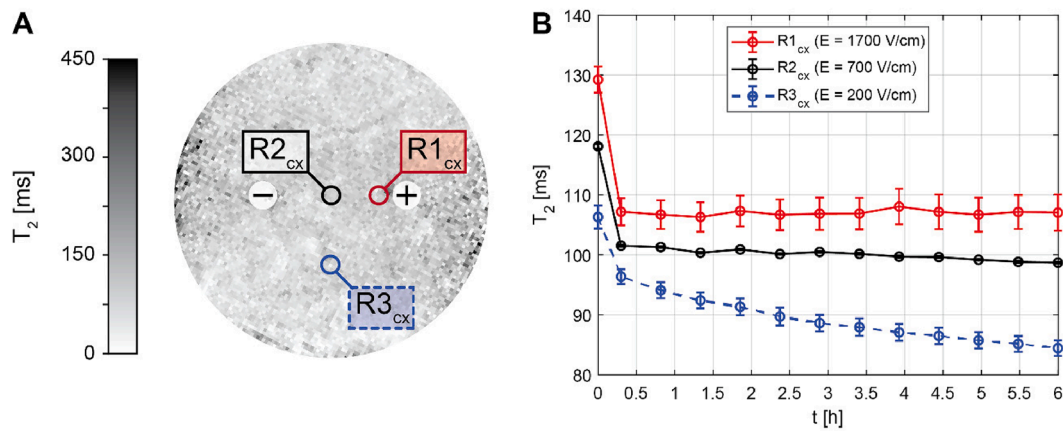 A
450
300
150
0
T₂ [ms]
R2cx
R1cx
−
+
R3cx
B
140
130
120
110
100
90
80
T₂ [ms]
R1cx (E = 1700 V/cm)
R2cx (E = 700 V/cm)
R3cx (E = 200 V/cm)
0 0.5 1 1.5 2 2.5 3 3.5 4 4.5 5 5.5 6
t [h]